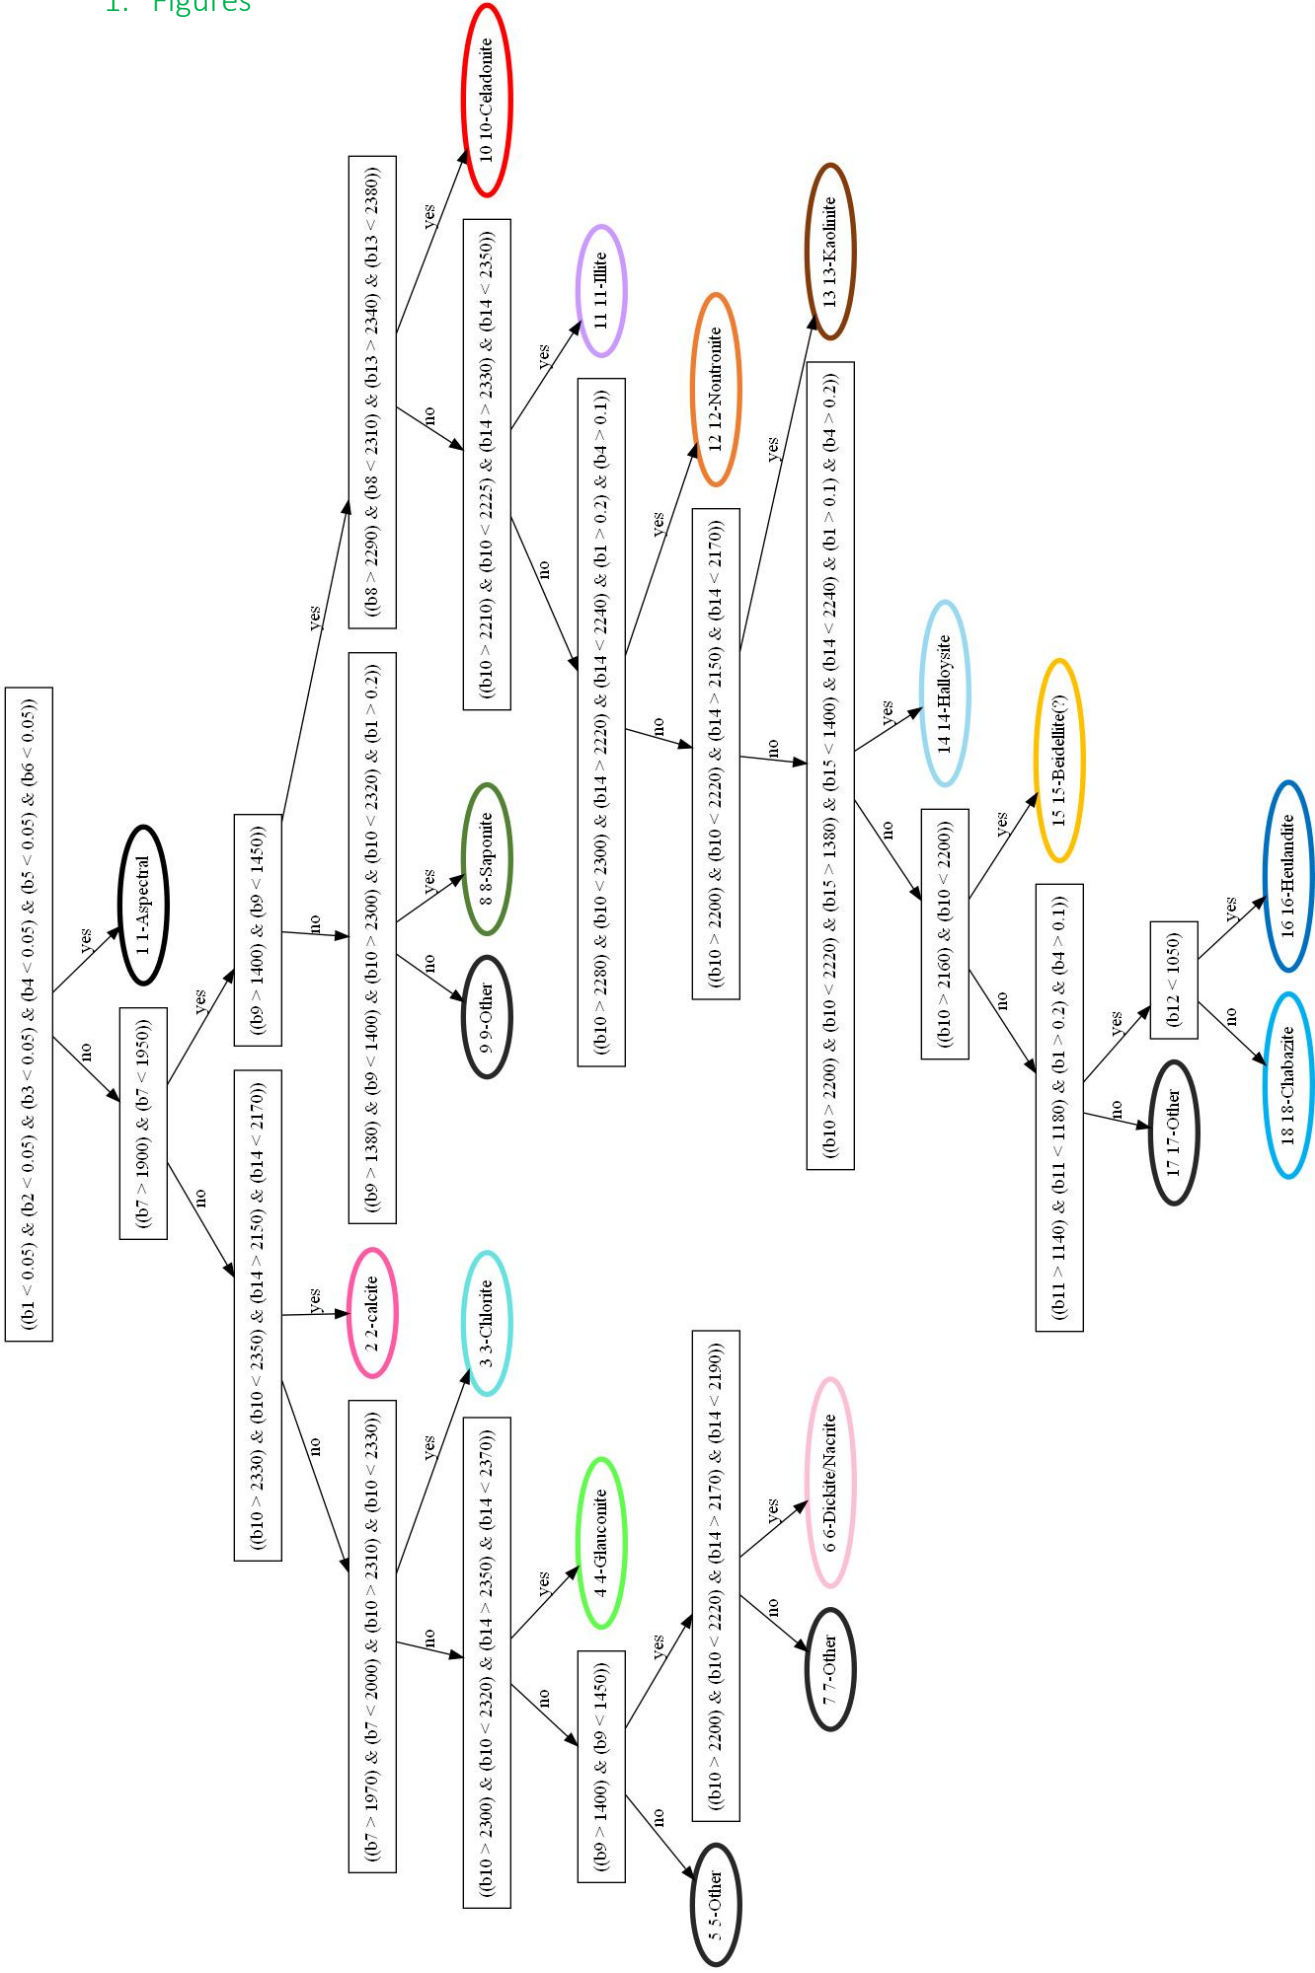 1. Figures
((b1 < 0.05) & (b2 < 0.05) & (b3 < 0.05) & (b4 < 0.05) & (b5 < 0.05) & (b6 < 0.05))
no
yes
((b7 > 1900) & (b7 < 1950))
1 1-Aspectral
no
yes
((b10 > 2330) & (b10 < 2350) & (b14 > 2150) & (b14 < 2170))
((b9 > 1400) & (b9 < 1450))
no
yes
no
yes
((b7 > 1970) & (b7 < 2000) & (b10 > 2310) & (b10 < 2330))
2 2-calcite
((b9 > 1380) & (b9 < 1400) & (b10 > 2300) & (b10 < 2320) & (b1 > 0.2))
((b8 > 2290) & (b8 < 2310) & (b13 > 2340) & (b13 < 2380))
no
yes
no
yes
no
yes
((b10 > 2300) & (b10 < 2320) & (b14 > 2350) & (b14 < 2370))
3 3-Chlorite
9 9-Other
8 8-Saponite
((b10 > 2210) & (b10 < 2225) & (b14 > 2330) & (b14 < 2350))
10 10-Celadonite
no
yes
no
yes
((b9 > 1400) & (b9 < 1450))
4 4-Glauconite
((b10 > 2280) & (b10 < 2300) & (b14 > 2220) & (b14 < 2240) & (b1 > 0.2) & (b4 > 0.1))
11 11-Illite
no
yes
no
yes
5 5-Other
((b10 > 2200) & (b10 < 2220) & (b14 > 2170) & (b14 < 2190))
((b10 > 2200) & (b10 < 2220) & (b14 > 2150) & (b14 < 2170))
12 12-Nontronite
no
yes
no
yes
7 7-Other
6 6-Dickite/Nacrite
((b10 > 2200) & (b10 < 2220) & (b15 > 1380) & (b15 < 1400) & (b14 < 2240) & (b1 > 0.1) & (b4 > 0.2))
13 13-Kaolinite
no
yes
((b10 > 2160) & (b10 < 2200))
14 14-Halloysite
no
yes
((b11 > 1140) & (b11 < 1180) & (b1 > 0.2) & (b4 > 0.1))
15 15-Beidellite(?)
no
yes
17 17-Other
(b12 < 1050)
no
yes
18 18-Chabazite
16 16-Heulandite